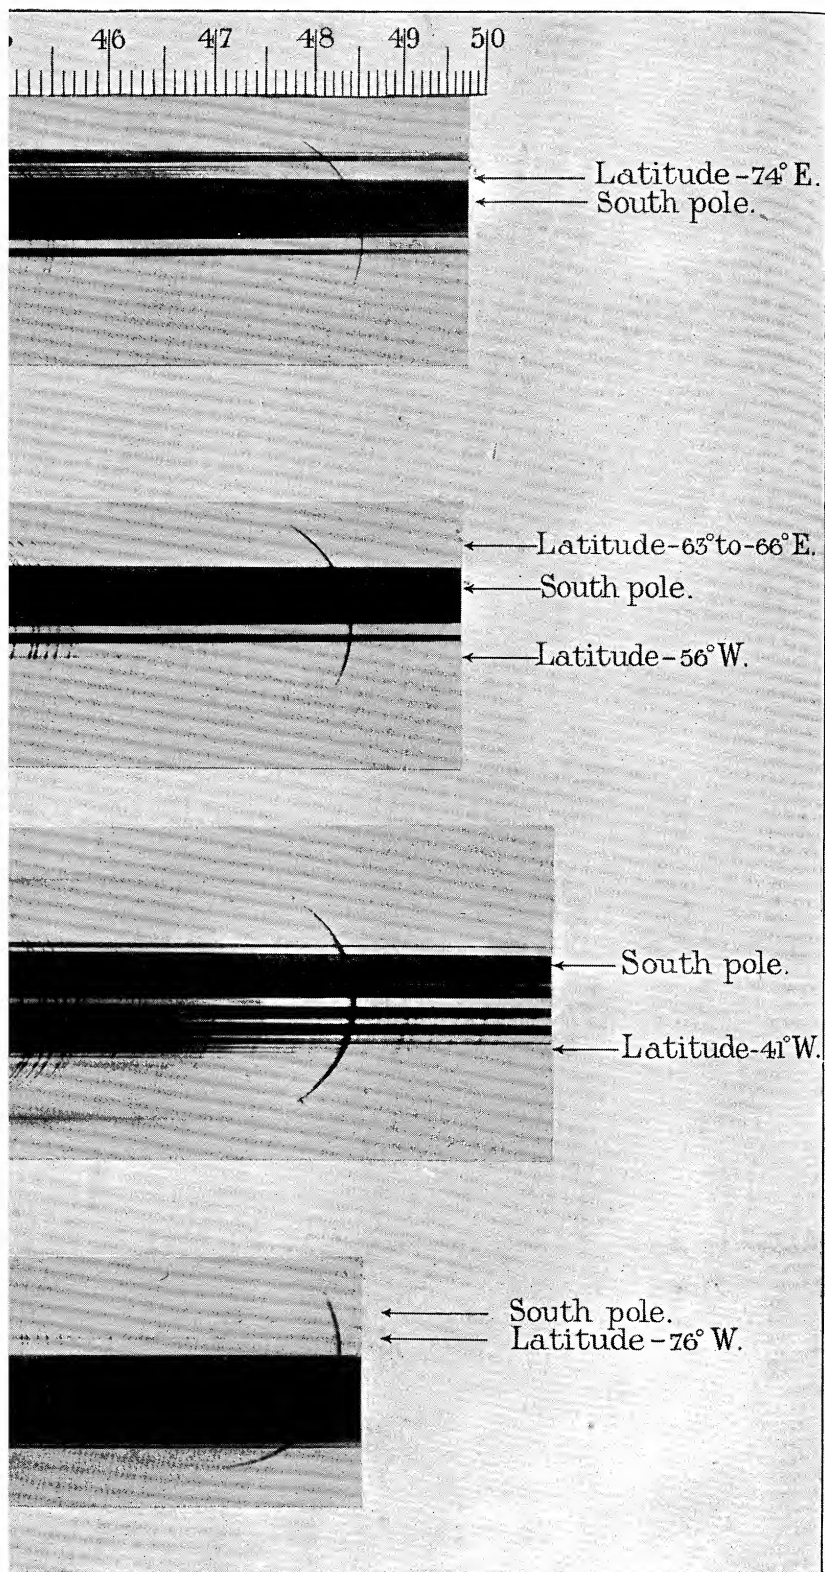 46 47 48 49 50
Latitude-74° E.
South pole.
Latitude-63° to -66° E.
South pole.
Latitude-56° W.
South pole.
Latitude-41° W.
South pole.
Latitude-76° W.